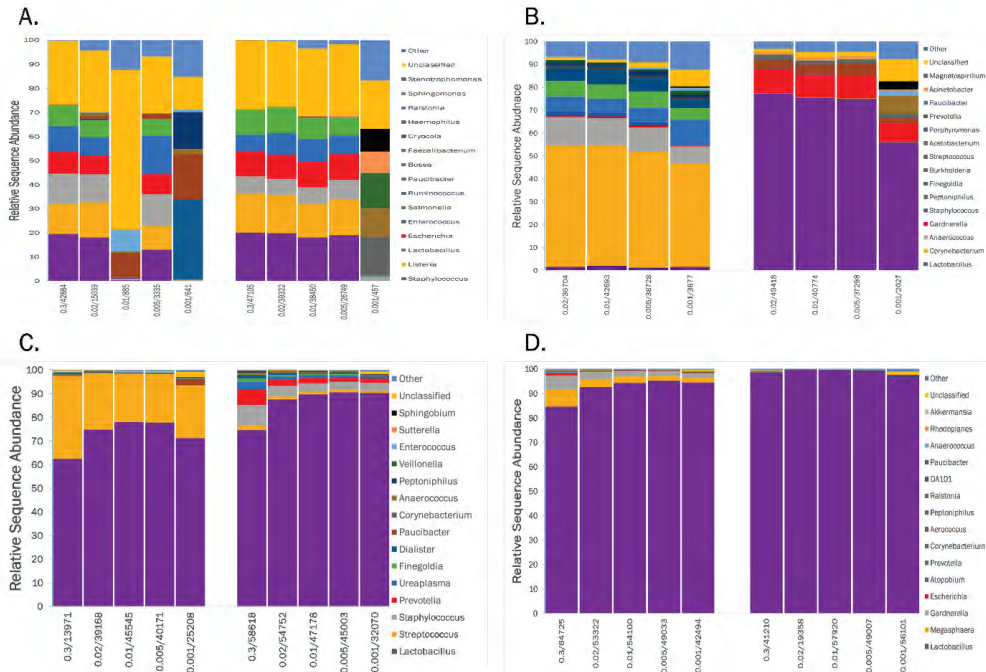 A.
Relative Sequence Abundance
100
90
80
70
60
50
40
30
20
10
0
0.3/42884
0.02/15039
0.01/885
0.005/3335
0.001/641
0.3/47105
0.02/39222
0.01/38450
0.005/26749
0.001/457
Other
Unclassified
Stenotrophomonas
Sphingomonas
Ralstonia
Haemophilus
Cryocola
Faecalibacterium
Bosea
Paucibacter
Ruminococcus
Salmonella
Enterococcus
Escherichia
Lactobacillus
Listeria
Staphylococcus
B.
Relative Sequence Abudnace
100
90
80
70
60
50
40
30
20
10
0
0.02/36704
0.01/42693
0.005/38728
0.001/3877
0.02/49418
0.01/40774
0.005/37298
0.001/2027
Other
Unclassified
Magnetospirillum
Acinetobacter
Paucibacter
Prevotella
Porphyromonas
Acetobacterium
Streptococcus
Burkholderia
Finegoldia
Peptoniphilus
Staphylococcus
Gardnerella
Anaerococcus
Corynebacterium
Lactobacillus
C.
Relative Sequence Abundance
100
90
80
70
60
50
40
30
20
10
0
0.3/13971
0.02/39168
0.01/45545
0.005/40171
0.001/25208
0.3/58618
0.02/54752
0.01/47178
0.005/45003
0.001/32070
Other
Unclassified
Sphingobium
Sutterella
Enterococcus
Veillonella
Peptoniphilus
Anaerococcus
Corynebacterium
Paucibacter
Dialister
Finegoldia
Ureaplasma
Prevotella
Staphylococcus
Streptococcus
Lactobacillus
D.
Relative Sequence Abundance
100
90
80
70
60
50
40
30
20
10
0
0.3/64725
0.02/53322
0.01/54100
0.005/49033
0.001/42494
0.3/41210
0.02/19358
0.01/57920
0.005/49007
0.001/56101
Other
Unclassified
Akkermansia
Rhodoplanes
Anaerococcus
Paucibacter
DA101
Ralstonia
Peptoniphilus
Aerococcus
Corynebacterium
Prevotella
Atopobium
Escherichia
Gardnerella
Megasphaera
Lactobacillus